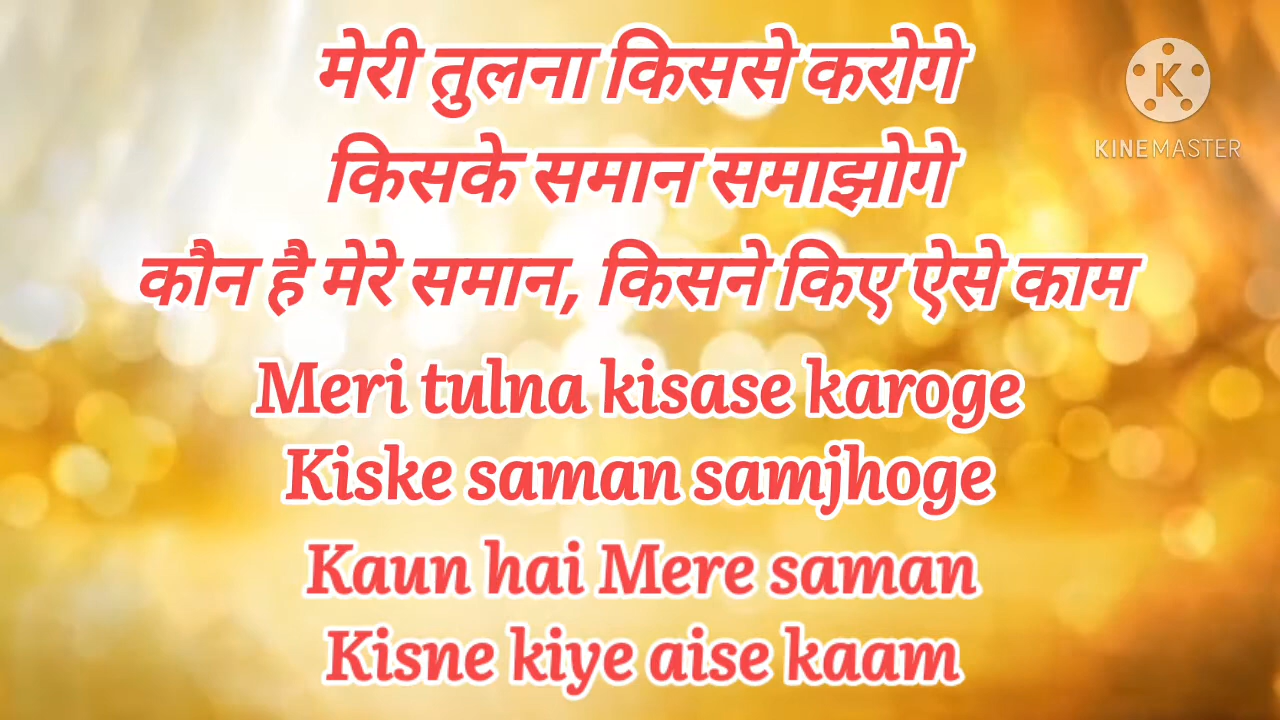 मेरी तुलना किससे करोगे
K
KINEMASTER
किसके समान समाझोगे
कौन है मेरे समान, किसने किए ऐसे काम
Meri tulna kisase karoge
Kiske saman samjhoge
Kaun hai Mere saman
Kisne kiye aise kaam